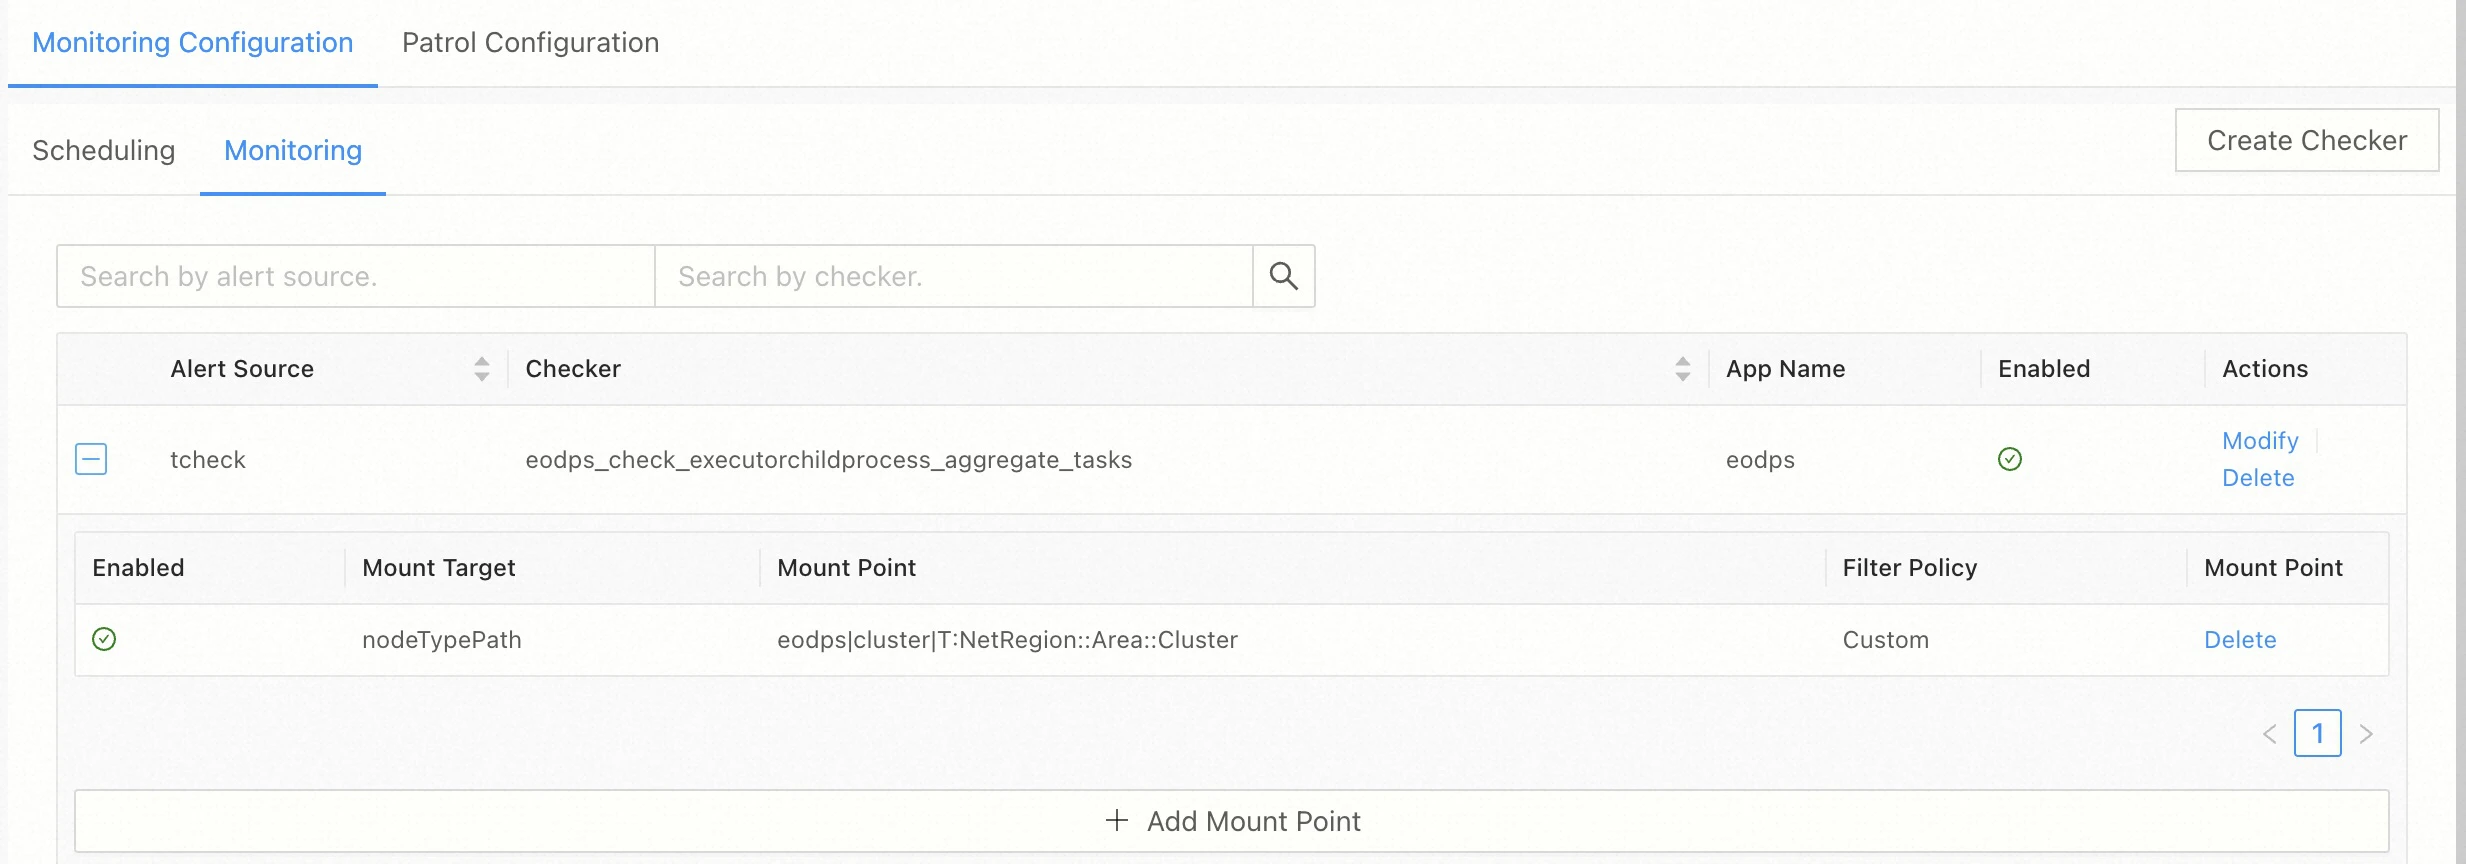 Monitoring Configuration Patrol Configuration
Scheduling Monitoring Create Checker
Search by alert source. Search by checker.
Alert Source Checker App Name Enabled Actions
tcheck eodps_check_executorchildprocess_aggregate_tasks eodps Modify
Delete
Enabled Mount Target Mount Point Filter Policy Mount Point
nodeTypePath eodps|cluster|T:NetRegion::Area::Cluster Custom Delete
1
Add Mount Point